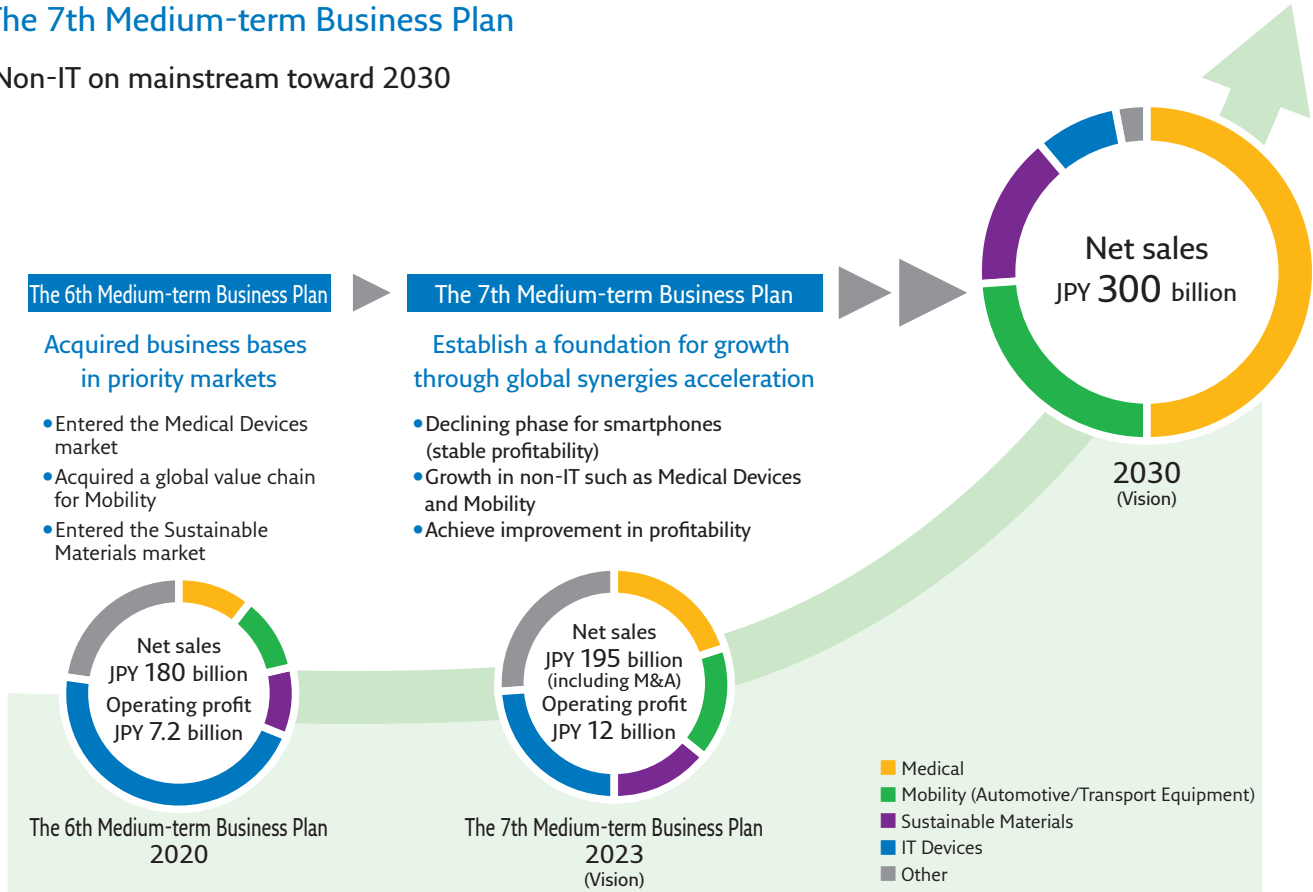 The 7th Medium-term Business Plan
Non-IT on mainstream toward 2030
The 6th Medium-term Business Plan
Acquired business bases
in priority markets
•Entered the Medical Devices
market
•Acquired a global value chain
for Mobility
•Entered the Sustainable
Materials market
Net sales
JPY 180 billion
Operating profit
JPY 7.2 billion
The 6th Medium-term Business Plan
2020
The 7th Medium-term Business Plan
Establish a foundation for growth
through global synergies acceleration
•Declining phase for smartphones
(stable profitability)
•Growth in non-IT such as Medical Devices
and Mobility
•Achieve improvement in profitability
Net sales
JPY 195 billion
(including M&A)
Operating profit
JPY 12 billion
The 7th Medium-term Business Plan
2023
(Vision)
Net sales
JPY 300 billion
2030
(Vision)
Medical
Mobility (Automotive/Transport Equipment)
Sustainable Materials
IT Devices
Other